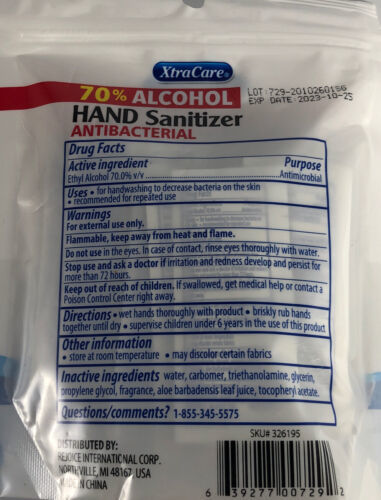 XtraCare®
LOT:729-20102601SG
EXP DATE:2023-10-25
70% ALCOHOL
HAND Sanitizer
ANTIBACTERIAL
Drug Facts
Active ingredient Purpose
Ethyl Alcohol 70.0% v/v Antimicrobial
Uses • for handwashing to decrease bacteria on the skin
• recommended for repeated use
Warnings
For external use only.
Flammable, keep away from heat and flame.
Do not use in the eyes. In case of contact, rinse eyes thoroughly with water.
Stop use and ask a doctor if irritation and redness develop and persist for
more than 72 hours.
Keep out of reach of children. If swallowed, get medical help or contact a
Poison Control Center right away.
Directions • wet hands thoroughly with product • briskly rub hands
together until dry • supervise children under 6 years in the use of this product
Other information
• store at room temperature • may discolor certain fabrics
Inactive ingredients water, carbomer, triethanolamine, glycerin,
propylene glycol, fragrance, aloe barbadensis leaf juice, tocopheryl acetate.
Questions/comments? 1-855-345-5575
SKU# 326195
DISTRIBUTED BY:
REJOICE INTERNATIONAL CORP.
NORTHVILLE, MI 48167 USA
MADE IN CHINA
6 39277 00729 2